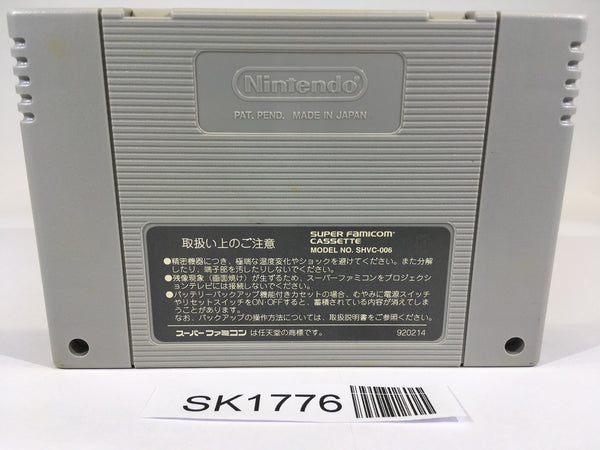 Nintendo
PAT. PEND. MADE IN JAPAN
取扱い上のご注意
SUPER FAMICOM
CASSETTE
MODEL NO. SHVC-006
●精密機器につき、極端な温度変化やショックを避けてください。また分解
したり、端子部を汚したりしないでください。
●残像現象(画面焼け)が生ずるため、スーパーファミコンをプロジェクシ
ョンテレビには接続しないでください。
●バッテリーバックアップ機能付きカセットの場合、むやみに電源スイッチ
やリセットスイッチをON・OFFすると、蓄積されている内容が消えてしま
うことがあります。
なお、バックアップの操作方法については、取扱説明書をご参照ください。
スーパーファミコンは任天堂の商標です。
920214
SK1776